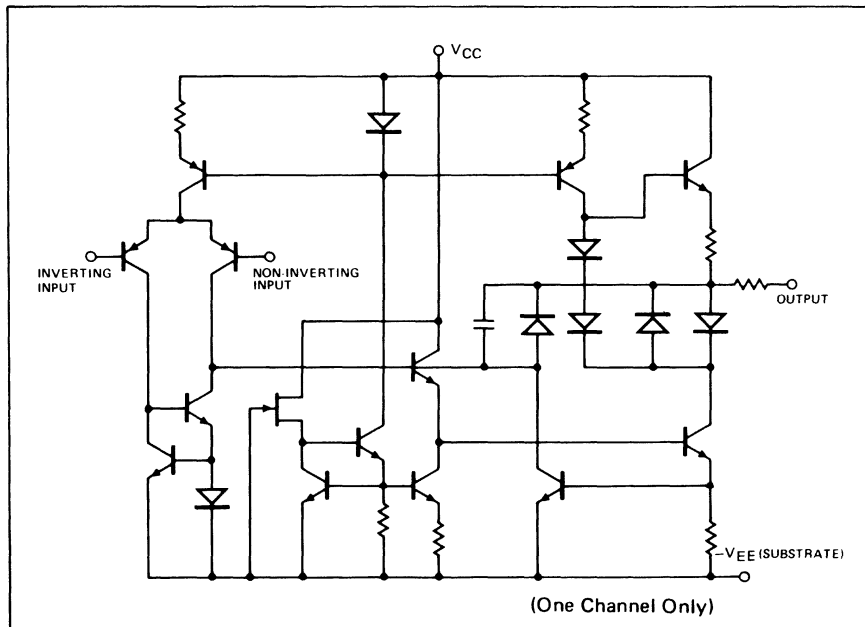 VCC
INVERTING
INPUT
NON-INVERTING
INPUT
OUTPUT
–VEE (SUBSTRATE)
(One Channel Only)